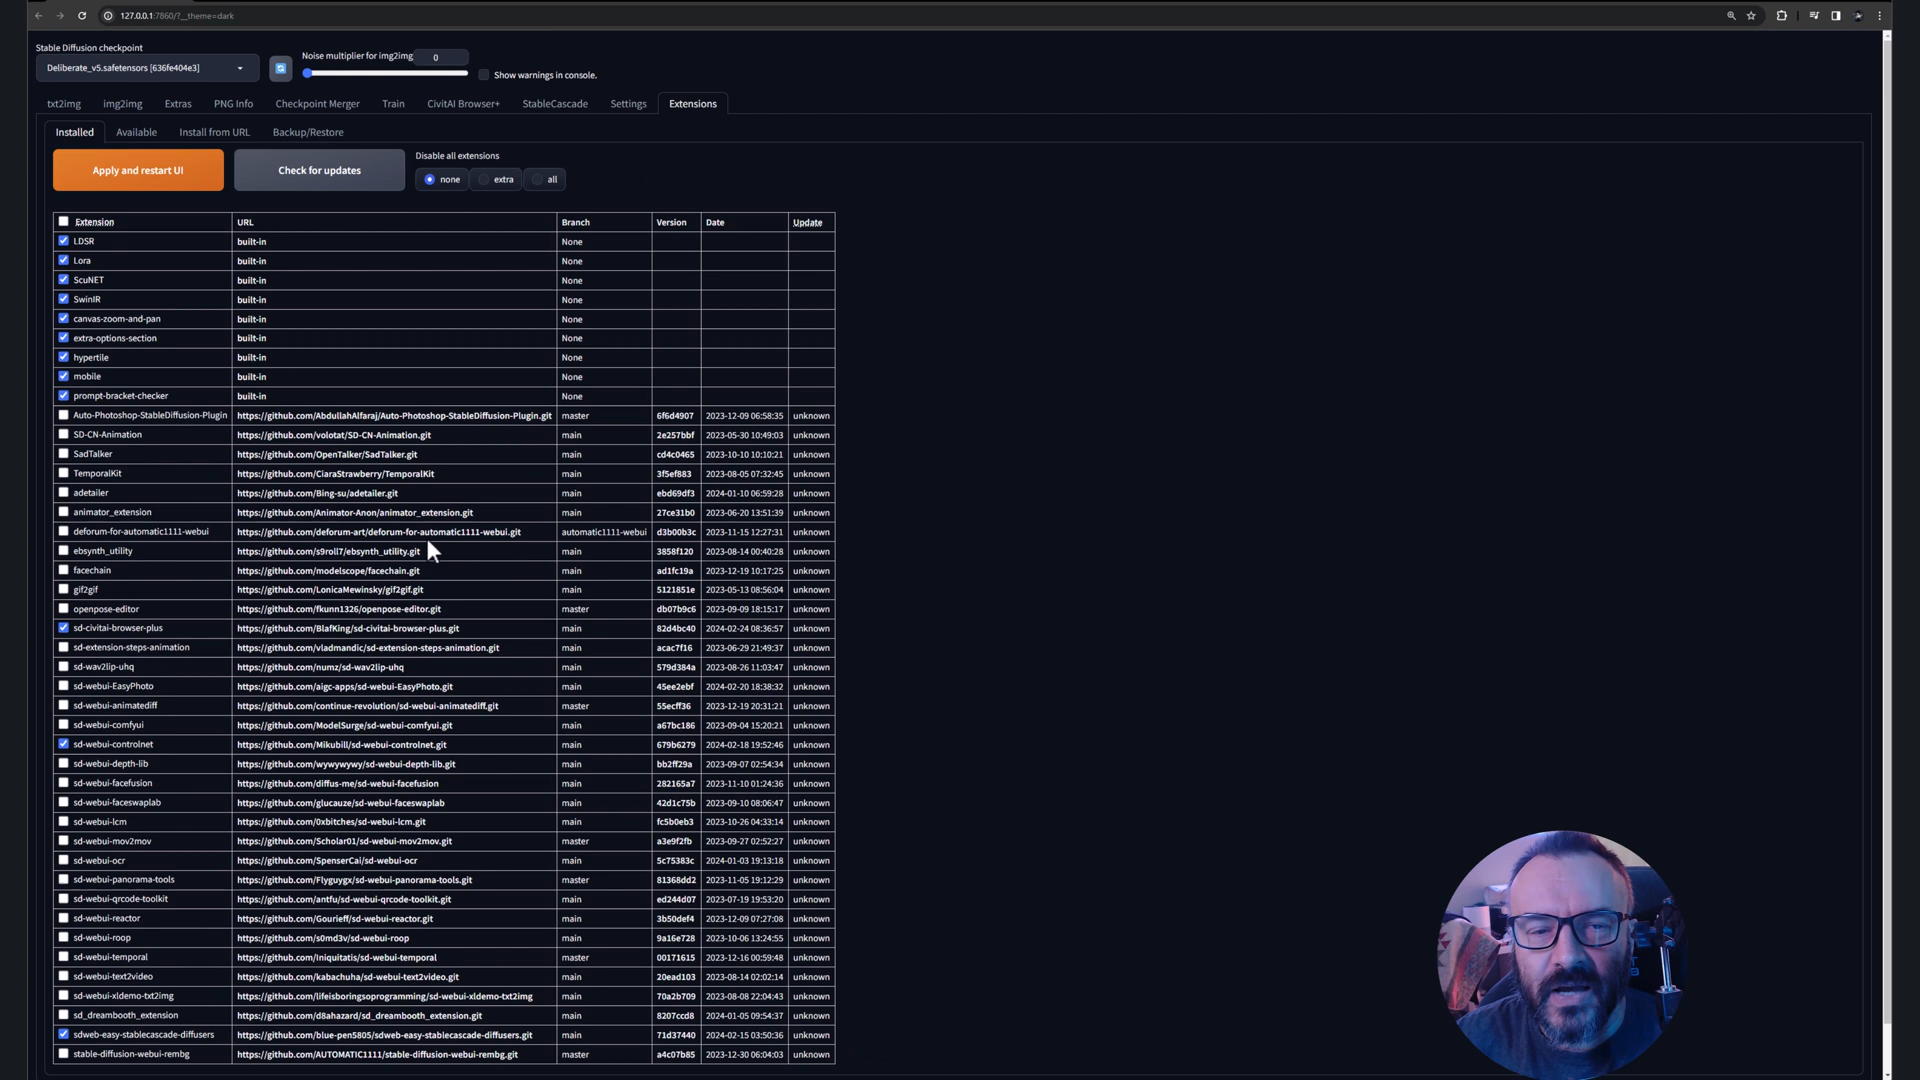 127.0.0.1:7860/?__theme=dark
Stable Diffusion checkpoint
Deliberate_v5.safetensors [636fe404e3]
Noise multiplier for img2img
0
Show warnings in console.
txt2img img2img Extras PNG Info Checkpoint Merger Train CivitAI Browser+ StableCascade Settings Extensions
Installed Available Install from URL Backup/Restore
Apply and restart UI
Check for updates
Disable all extensions
none extra all
Extension URL Branch Version Date Update
LDSR built-in None
Lora built-in None
ScuNET built-in None
SwinIR built-in None
canvas-zoom-and-pan built-in None
extra-options-section built-in None
hypertile built-in None
mobile built-in None
prompt-bracket-checker built-in None
Auto-Photoshop-StableDiffusion-Plugin https://github.com/AbdullahAlfaraj/Auto-Photoshop-StableDiffusion-Plugin.git master 6f6d4907 2023-12-09 06:58:35 unknown
SD-CN-Animation https://github.com/volotat/SD-CN-Animation.git main 2e257bbf 2023-05-30 10:49:03 unknown
SadTalker https://github.com/OpenTalker/SadTalker.git main cd4c0465 2023-10-10 10:10:21 unknown
TemporalKit https://github.com/CiaraStrawberry/TemporalKit main 3f5ef883 2023-08-05 07:32:45 unknown
adetailer https://github.com/Bing-su/adetailer.git main ebd69df3 2024-01-10 06:59:28 unknown
animator_extension https://github.com/Animator-Anon/animator_extension.git main 27ce31b0 2023-06-20 13:51:39 unknown
deforum-for-automatic1111-webui https://github.com/deforum-art/deforum-for-automatic1111-webui.git automatic1111-webui d3b00b3c 2023-11-15 12:27:31 unknown
ebsynth_utility https://github.com/s9roll7/ebsynth_utility.git main 3858f120 2023-08-14 00:40:28 unknown
facechain https://github.com/modelscope/facechain.git main ad1fc19a 2023-12-19 10:17:25 unknown
gif2gif https://github.com/LonicaMewinsky/gif2gif.git main 5121851e 2023-05-13 08:56:04 unknown
openpose-editor https://github.com/fkunn1326/openpose-editor.git master db07b9c6 2023-09-09 18:15:17 unknown
sd-civitai-browser-plus https://github.com/BlafKing/sd-civitai-browser-plus.git main 82d4bc40 2024-02-24 08:36:57 unknown
sd-extension-steps-animation https://github.com/vladmandic/sd-extension-steps-animation.git main acac7f16 2023-06-29 21:49:37 unknown
sd-wav2lip-uhq https://github.com/numz/sd-wav2lip-uhq main 579d384a 2023-08-26 11:03:47 unknown
sd-webui-EasyPhoto https://github.com/aigc-apps/sd-webui-EasyPhoto.git main 45ee2ebf 2024-02-20 18:38:32 unknown
sd-webui-animatediff https://github.com/continue-revolution/sd-webui-animatediff.git master 55ecff36 2023-12-19 20:31:21 unknown
sd-webui-comfyui https://github.com/ModelSurge/sd-webui-comfyui.git main a67bc186 2023-09-04 15:20:21 unknown
sd-webui-controlnet https://github.com/Mikubill/sd-webui-controlnet.git main 679b6279 2024-02-18 19:52:46 unknown
sd-webui-depth-lib https://github.com/wywywywy/sd-webui-depth-lib.git main bb2ff29a 2023-09-07 02:54:34 unknown
sd-webui-facefusion https://github.com/diffus-me/sd-webui-facefusion main 282165a7 2023-11-10 01:24:36 unknown
sd-webui-faceswaplab https://github.com/glucauze/sd-webui-faceswaplab main 42d1c75b 2023-09-10 08:06:47 unknown
sd-webui-lcm https://github.com/0xbitches/sd-webui-lcm.git main fc5b0eb3 2023-10-26 04:33:14 unknown
sd-webui-mov2mov https://github.com/Scholar01/sd-webui-mov2mov.git master a3e9f2fb 2023-09-27 02:52:27 unknown
sd-webui-ocr https://github.com/SpenserCai/sd-webui-ocr main 5c75383c 2024-01-03 19:13:18 unknown
sd-webui-panorama-tools https://github.com/Flyguygx/sd-webui-panorama-tools.git master 81368dd2 2023-11-05 19:12:29 unknown
sd-webui-qrcode-toolkit https://github.com/antfu/sd-webui-qrcode-toolkit.git main ed244d07 2023-07-19 19:53:20 unknown
sd-webui-reactor https://github.com/Gourieff/sd-webui-reactor.git main 3b50def4 2023-12-09 07:27:08 unknown
sd-webui-roop https://github.com/s0md3v/sd-webui-roop main 9a16e728 2023-10-06 13:24:55 unknown
sd-webui-temporal https://github.com/Iniquitatis/sd-webui-temporal master 00171615 2023-12-16 00:59:48 unknown
sd-webui-text2video https://github.com/kabachuha/sd-webui-text2video.git main 20ead103 2023-08-14 02:02:14 unknown
sd-webui-xldemo-txt2img https://github.com/lifeisboringsoprogramming/sd-webui-xldemo-txt2img main 70a2b709 2023-08-08 22:04:43 unknown
sd_dreambooth_extension https://github.com/d8ahazard/sd_dreambooth_extension.git main 8207ccd8 2024-01-05 09:54:37 unknown
sdweb-easy-stablecascade-diffusers https://github.com/blue-pen5805/sdweb-easy-stablecascade-diffusers.git main 71d37440 2024-02-15 03:50:36 unknown
stable-diffusion-webui-rembg https://github.com/AUTOMATIC1111/stable-diffusion-webui-rembg.git master a4c07b85 2023-12-30 06:04:03 unknown